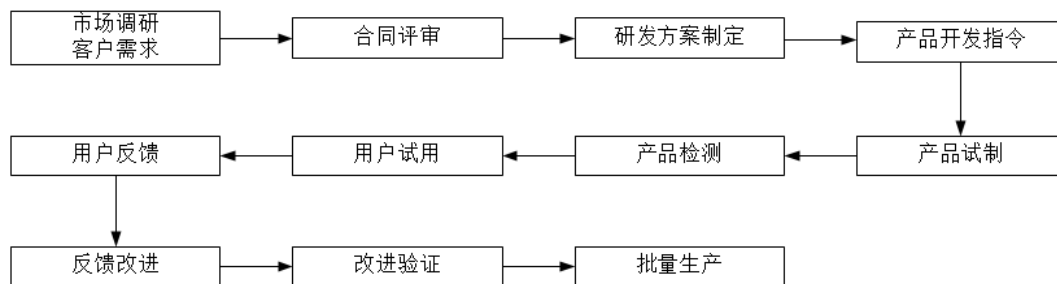 市场调研
客户需求
合同评审
研发方案制定
产品开发指令
产品试制
产品检测
用户试用
用户反馈
反馈改进
改进验证
批量生产